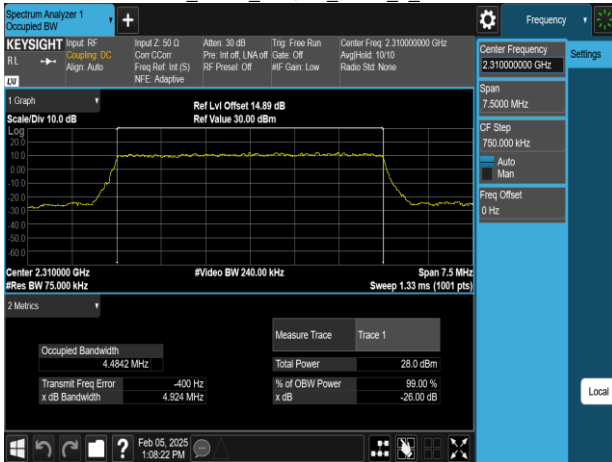 Spectrum Analyzer 1
Occupied BW
Frequency
KEYSIGHT
RL
LXI
Input: RF
Coupling: DC
Align: Auto
Input Z: 50 Ω
Corr CCorr
Freq Ref: Int (S)
NFE: Adaptive
Atten: 30 dB
Pre: Int off, LNA off
RF Presel: Off
Trig: Free Run
Gate: Off
#IF Gain: Low
Center Freq: 2.310000000 GHz
Avg|Hold: 10/10
Radio Std: None
Center Frequency
2.310000000 GHz
Settings
Span
7.5000 MHz
CF Step
750.000 kHz
Auto
Man
Freq Offset
0 Hz
Local
1 Graph
Scale/Div 10.0 dB
Ref Lvl Offset 14.89 dB
Ref Value 30.00 dBm
Log
20.0
10.0
0.00
-10.0
-20.0
-30.0
-40.0
-50.0
-60.0
Center 2.310000 GHz
#Res BW 75.000 kHz
#Video BW 240.00 kHz
Span 7.5 MHz
Sweep 1.33 ms (1001 pts)
2 Metrics
Measure Trace Trace 1
Occupied Bandwidth
4.4842 MHz
Total Power 28.0 dBm
Transmit Freq Error -400 Hz
% of OBW Power 99.00 %
x dB Bandwidth 4.924 MHz
x dB -26.00 dB
Feb 05, 2025
1:08:22 PM